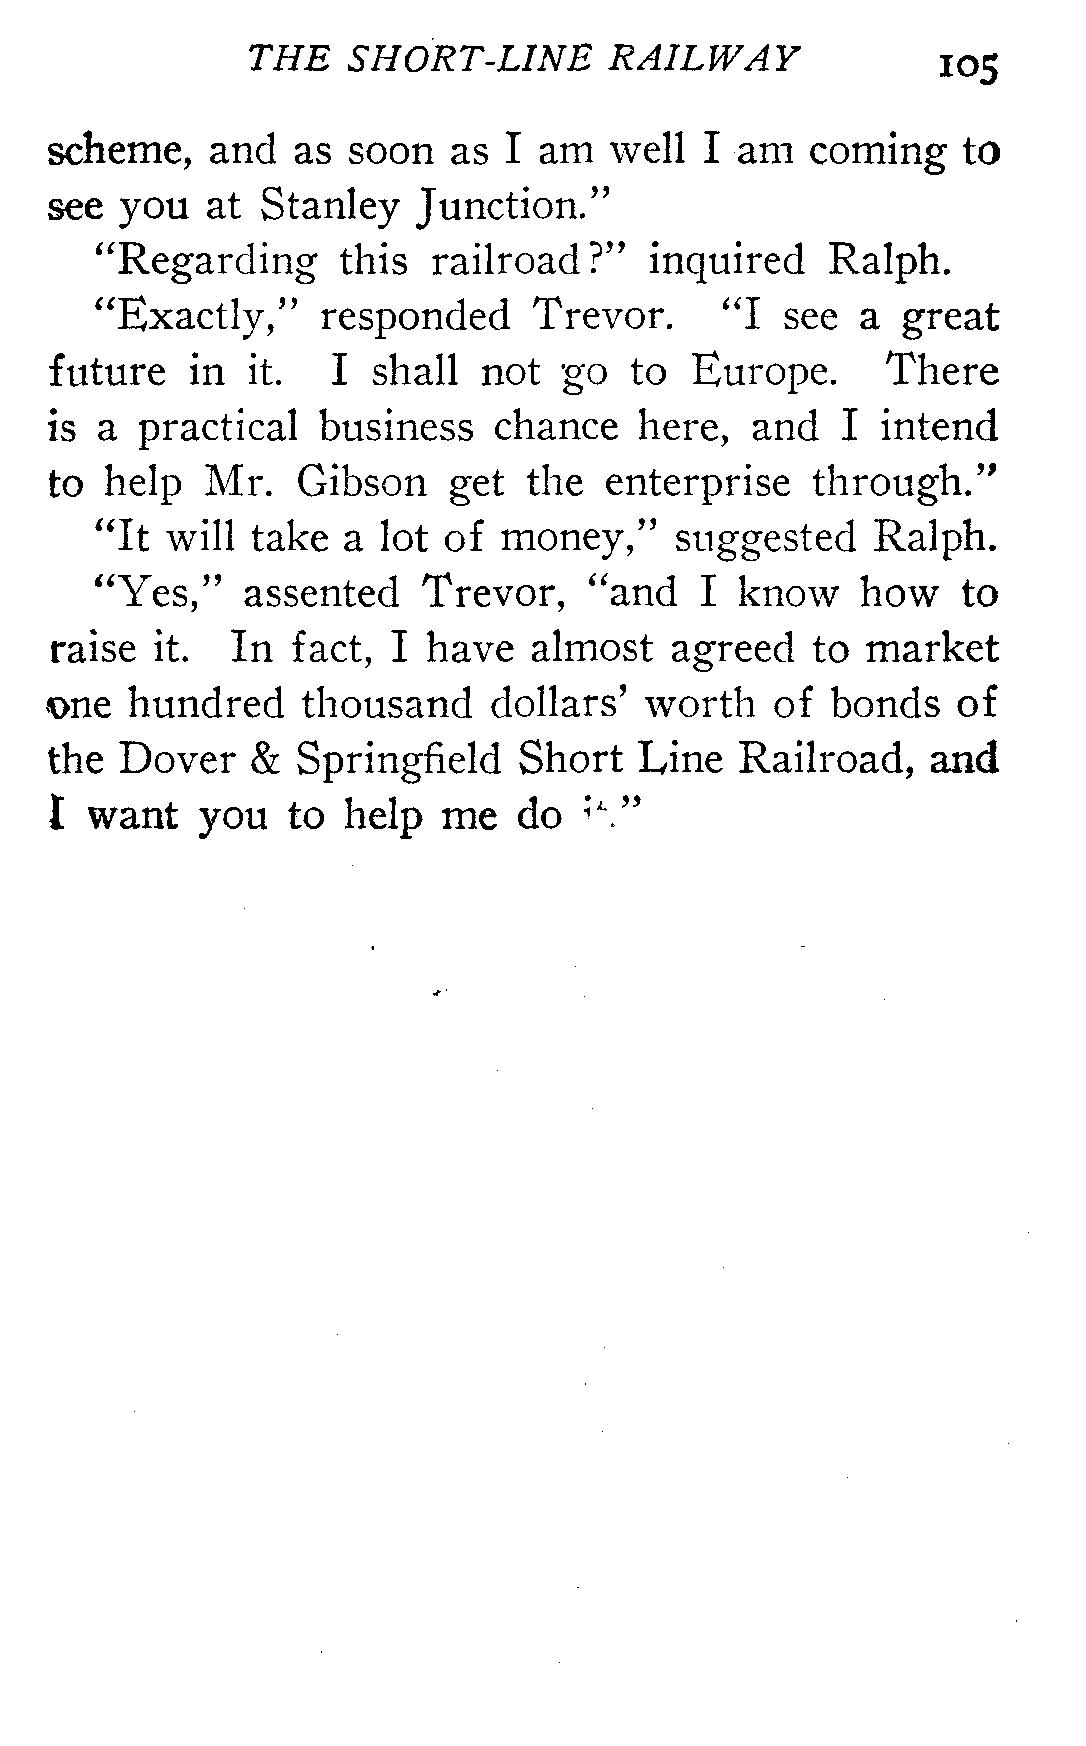 THE SHORT-LINE RAILWAY 105
scheme, and as soon as I am well I am coming to
see you at Stanley Junction."
"Regarding this railroad?" inquired Ralph.
"Exactly," responded Trevor. "I see a great
future in it. I shall not go to Europe. There
is a practical business chance here, and I intend
to help Mr. Gibson get the enterprise through."
"It will take a lot of money," suggested Ralph.
"Yes," assented Trevor, "and I know how to
raise it. In fact, I have almost agreed to market
one hundred thousand dollars' worth of bonds of
the Dover & Springfield Short Line Railroad, and
I want you to help me do it."